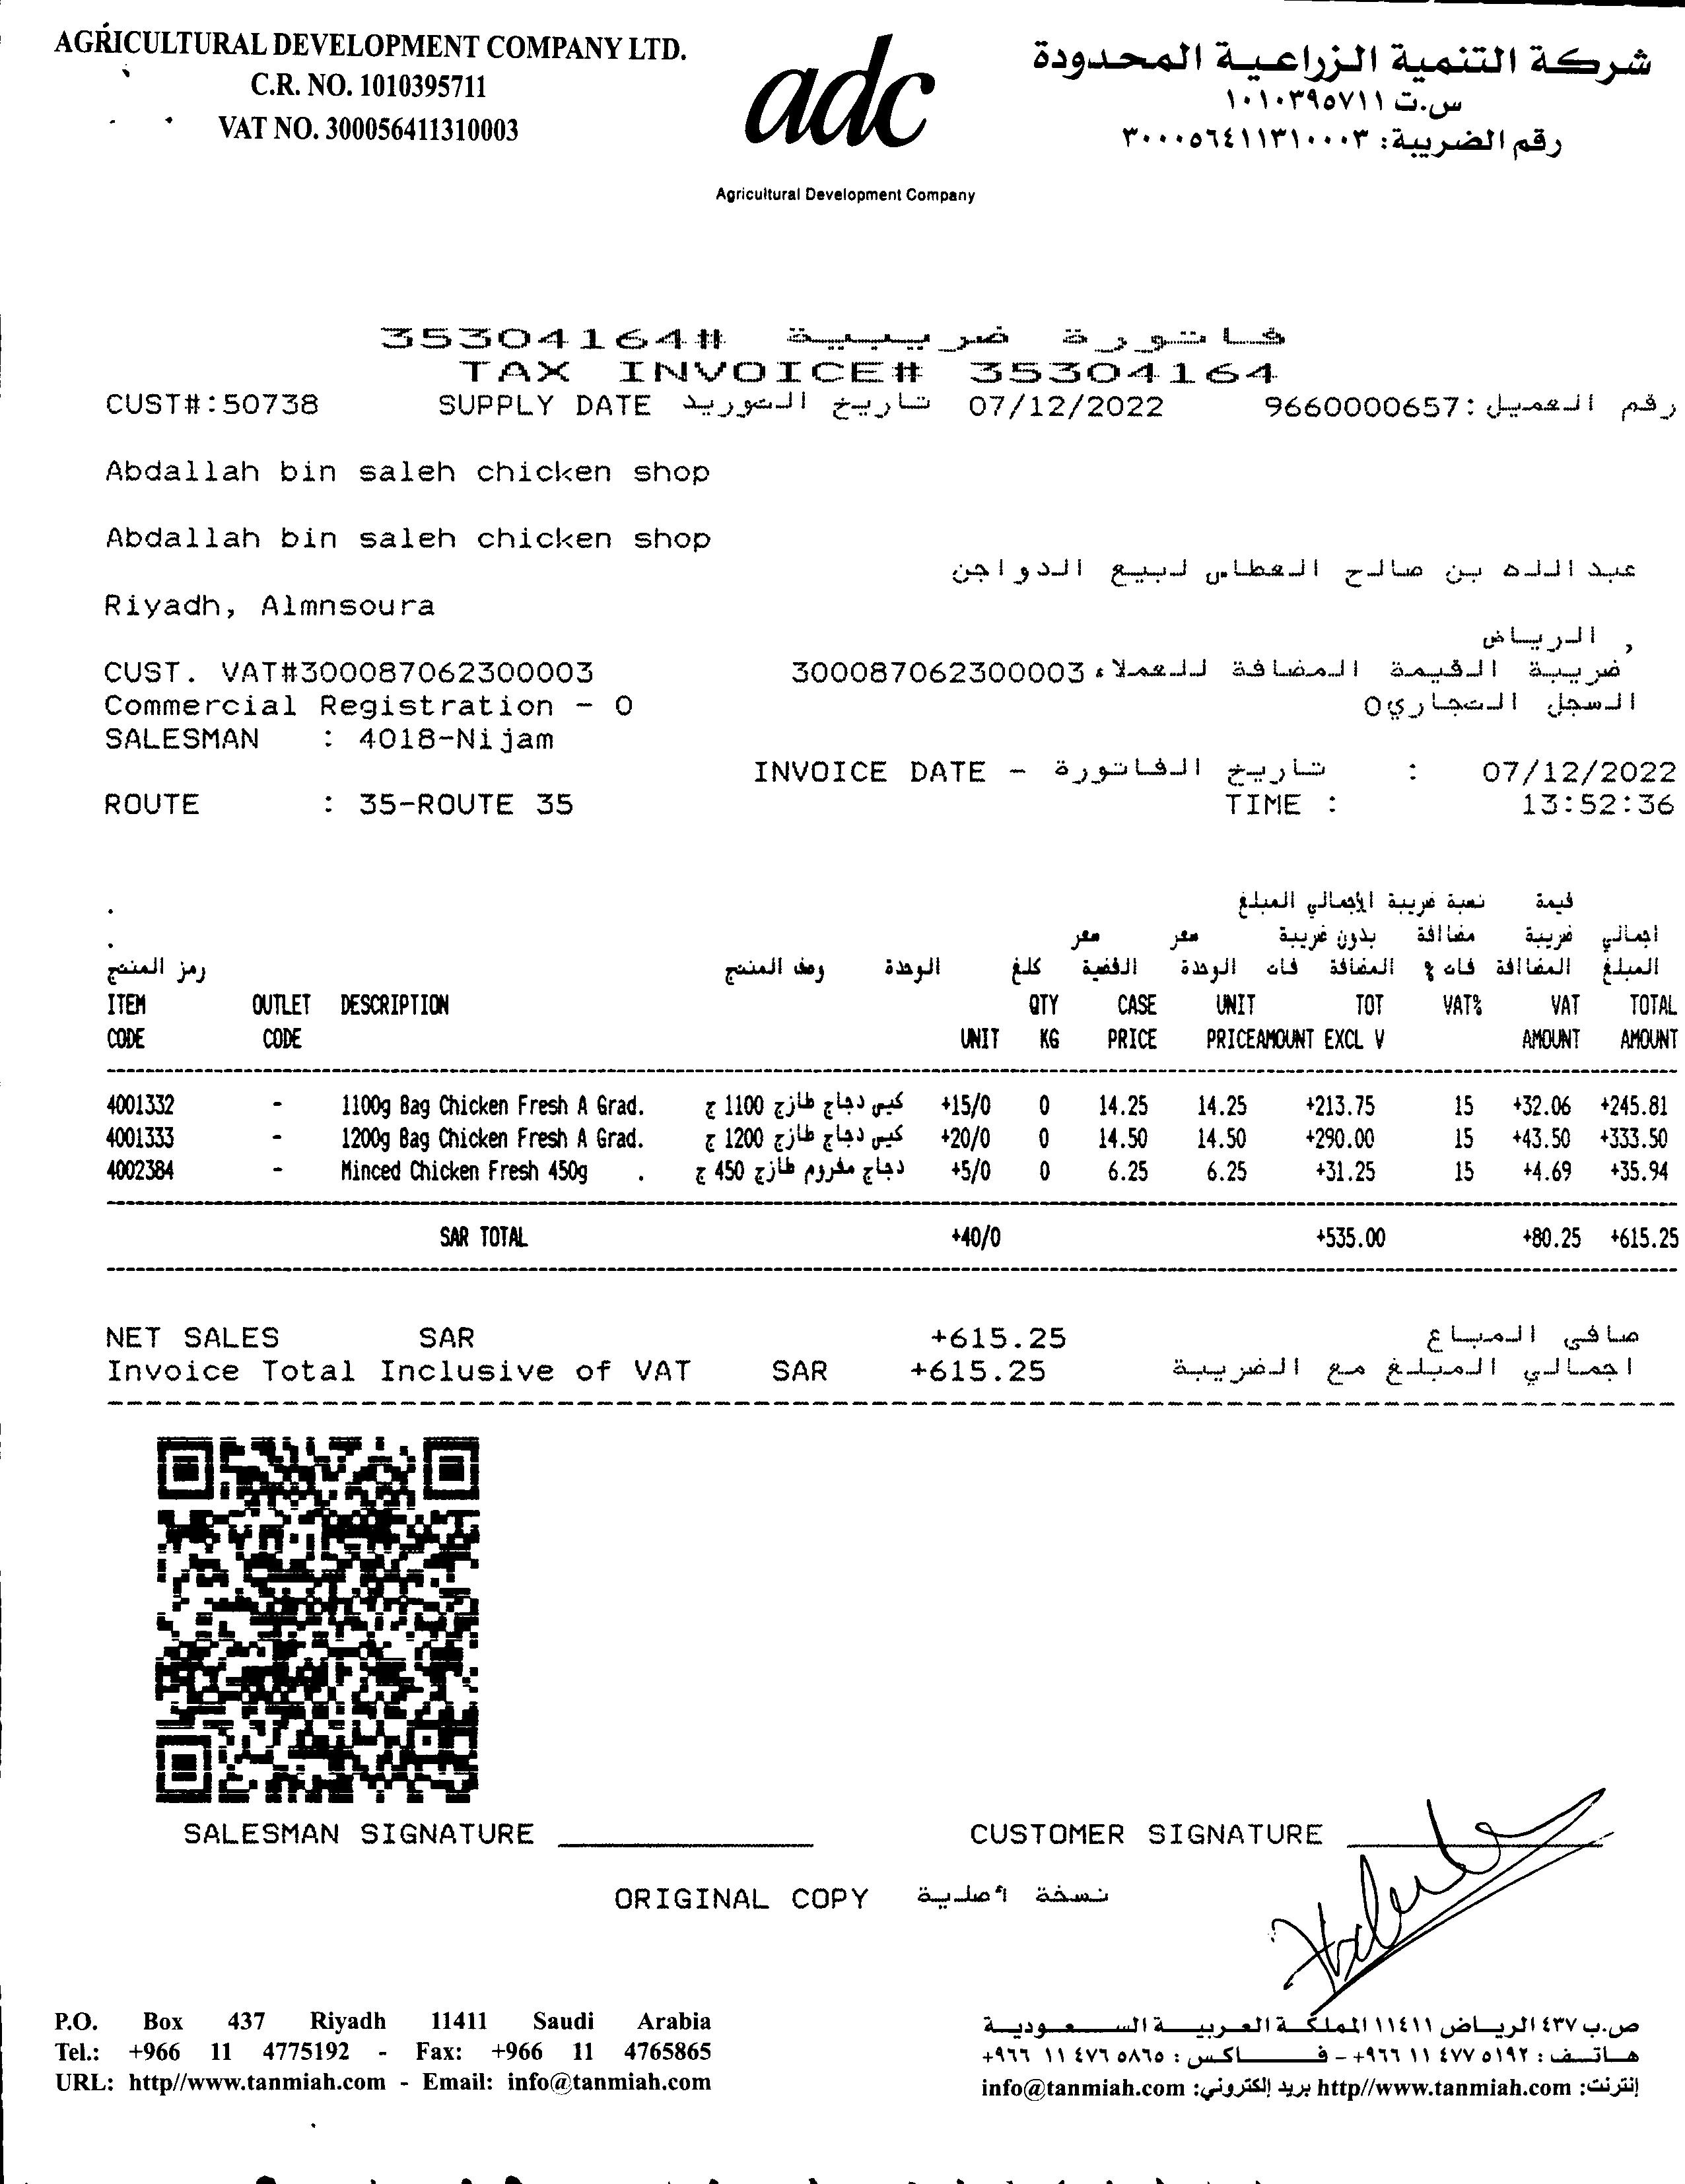 AGRICULTURAL DEVELOPMENT COMPANY LTD.
C.R. NO. 1010395711
VAT NO. 300056411310003
adc
Agricultural Development Company
شركة التنمية الزراعية المحدودة
س.ت ١٠١٠٣٩٥٧١١
رقم الضريبة: ٣٠٠٠٥٦٤١١٣١٠٠٠٣
فاتورة ضريبية #35304164
TAX INVOICE# 35304164
CUST#:50738 SUPPLY DATE تاريخ التوريد 07/12/2022 رقم العميل:9660000657
Abdallah bin saleh chicken shop
Abdallah bin saleh chicken shop
عبدالله بن صالح العطاس لبيع الدواجن
Riyadh, Almnsoura
, الرياض
CUST. VAT#300087062300003 ضريبة القيمة المضافة للعملاء 300087062300003
Commercial Registration - 0 السجل التجاري0
SALESMAN : 4018-Nijam
INVOICE DATE - تاريخ الفاتورة : 07/12/2022
ROUTE : 35-ROUTE 35 TIME : 13:52:36
نسبة ضريبة الإجمالي المبلغ قيمة
سعر سعر بدون ضريبة مضاافة ضريبة اجمالي
رمز المنتج وصف المنتج الوحدة كلغ القضية الوحدة المضافة فات فات % المضاافة المبلغ
ITEM OUTLET DESCRIPTION QTY CASE UNIT TOT VAT% VAT TOTAL
CODE CODE UNIT KG PRICE PRICEAMOUNT EXCL V AMOUNT AMOUNT
4001332 - 1100g Bag Chicken Fresh A Grad. كيس دجاج طازج 1100 ج +15/0 0 14.25 14.25 +213.75 15 +32.06 +245.81
4001333 - 1200g Bag Chicken Fresh A Grad. كيس دجاج طازج 1200 ج +20/0 0 14.50 14.50 +290.00 15 +43.50 +333.50
4002384 - Minced Chicken Fresh 450g . دجاج مفروم طازج 450 ج +5/0 0 6.25 6.25 +31.25 15 +4.69 +35.94
SAR TOTAL +40/0 +535.00 +80.25 +615.25
NET SALES SAR +615.25 صافي المباع
Invoice Total Inclusive of VAT SAR +615.25 اجمالي المبلغ مع الضريبة
SALESMAN SIGNATURE CUSTOMER SIGNATURE
ORIGINAL COPY نسخة أصلية
P.O. Box 437 Riyadh 11411 Saudi Arabia
Tel.: +966 11 4775192 - Fax: +966 11 4765865
URL: http//www.tanmiah.com - Email: info@tanmiah.com
ص.ب ٤٣٧ الرياض ١١٤١١ المملكة العربية السعودية
هاتف : ٥١٩٢ ٤٧٧ ١١ ٩٦٦+ - فاكس : ٥٨٦٥ ٤٧٦ ١١ ٩٦٦+
إنترنت: http//www.tanmiah.com بريد إلكتروني: info@tanmiah.com